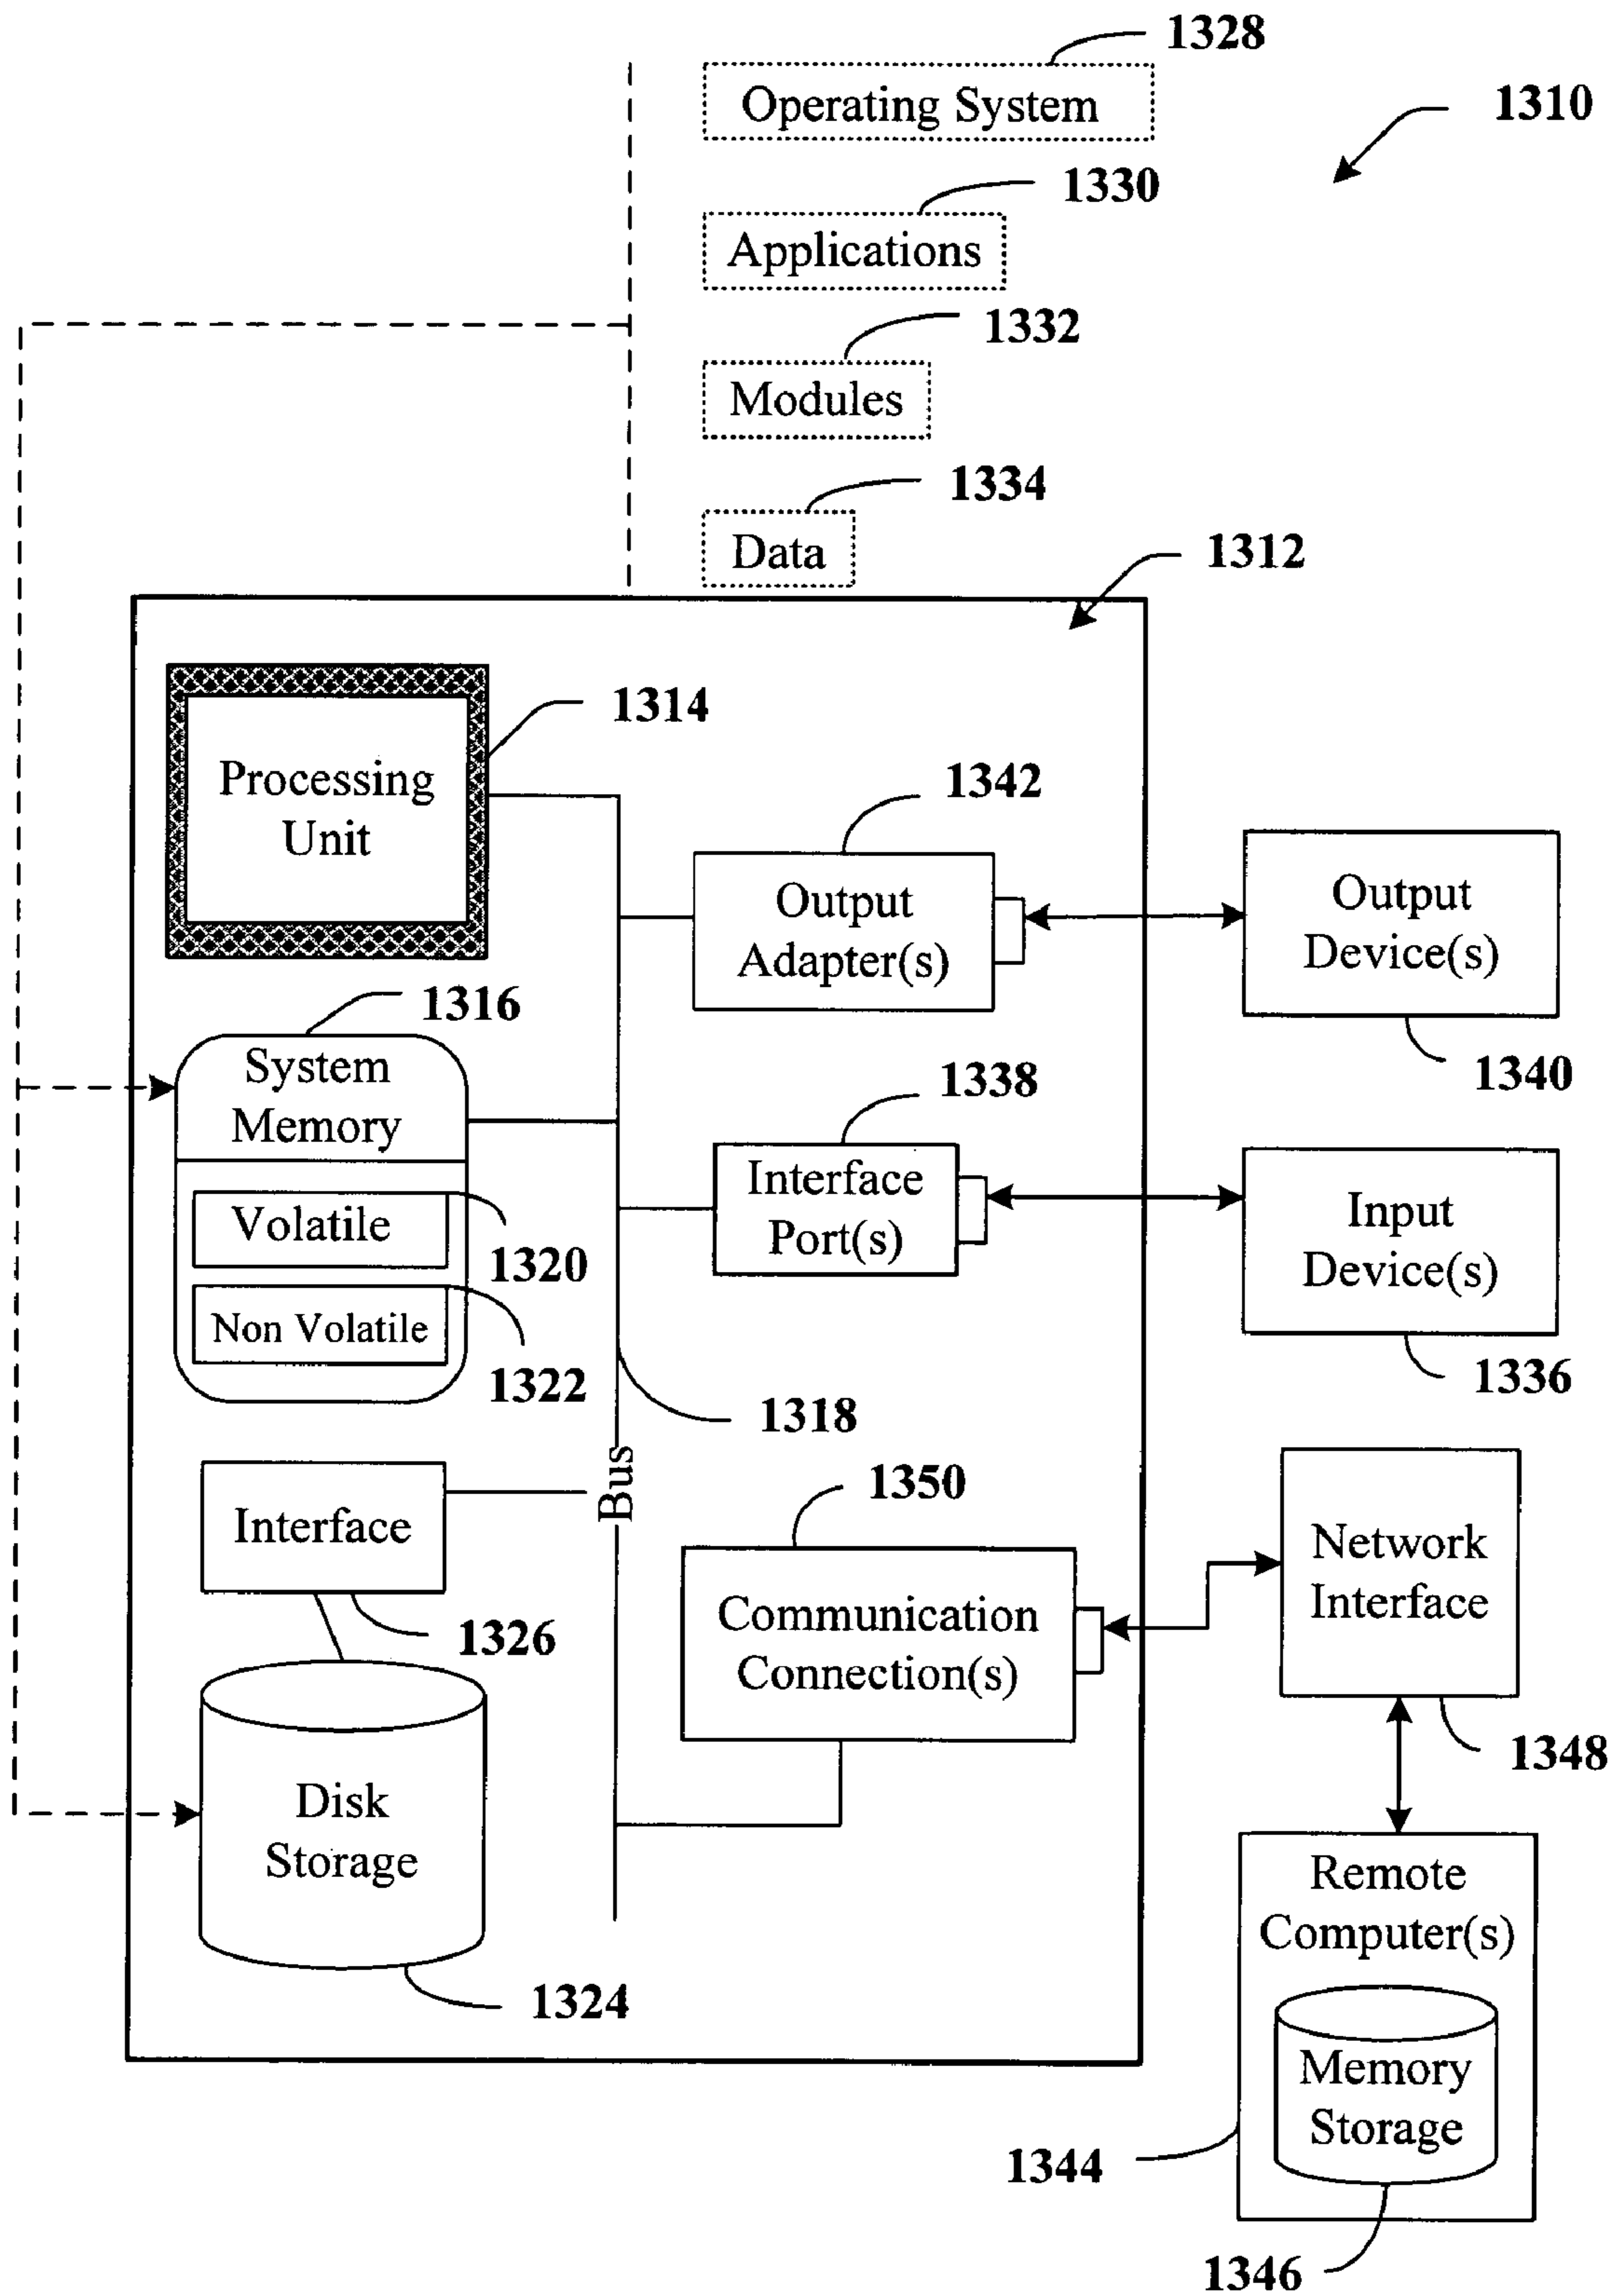 1328
Operating System
1310
1330
Applications
1332
Modules
1334
Data
1312
1314
Processing
Unit
1342
Output
Adapter(s)
Output
Device(s)
1340
1316
System
Memory
1338
Interface
Port(s)
Input
Device(s)
1336
Volatile
1320
Non Volatile
1322
1318
Bus
1350
Interface
1326
Communication
Connection(s)
Network
Interface
1348
Disk
Storage
1324
Remote
Computer(s)
Memory
Storage
1344
1346